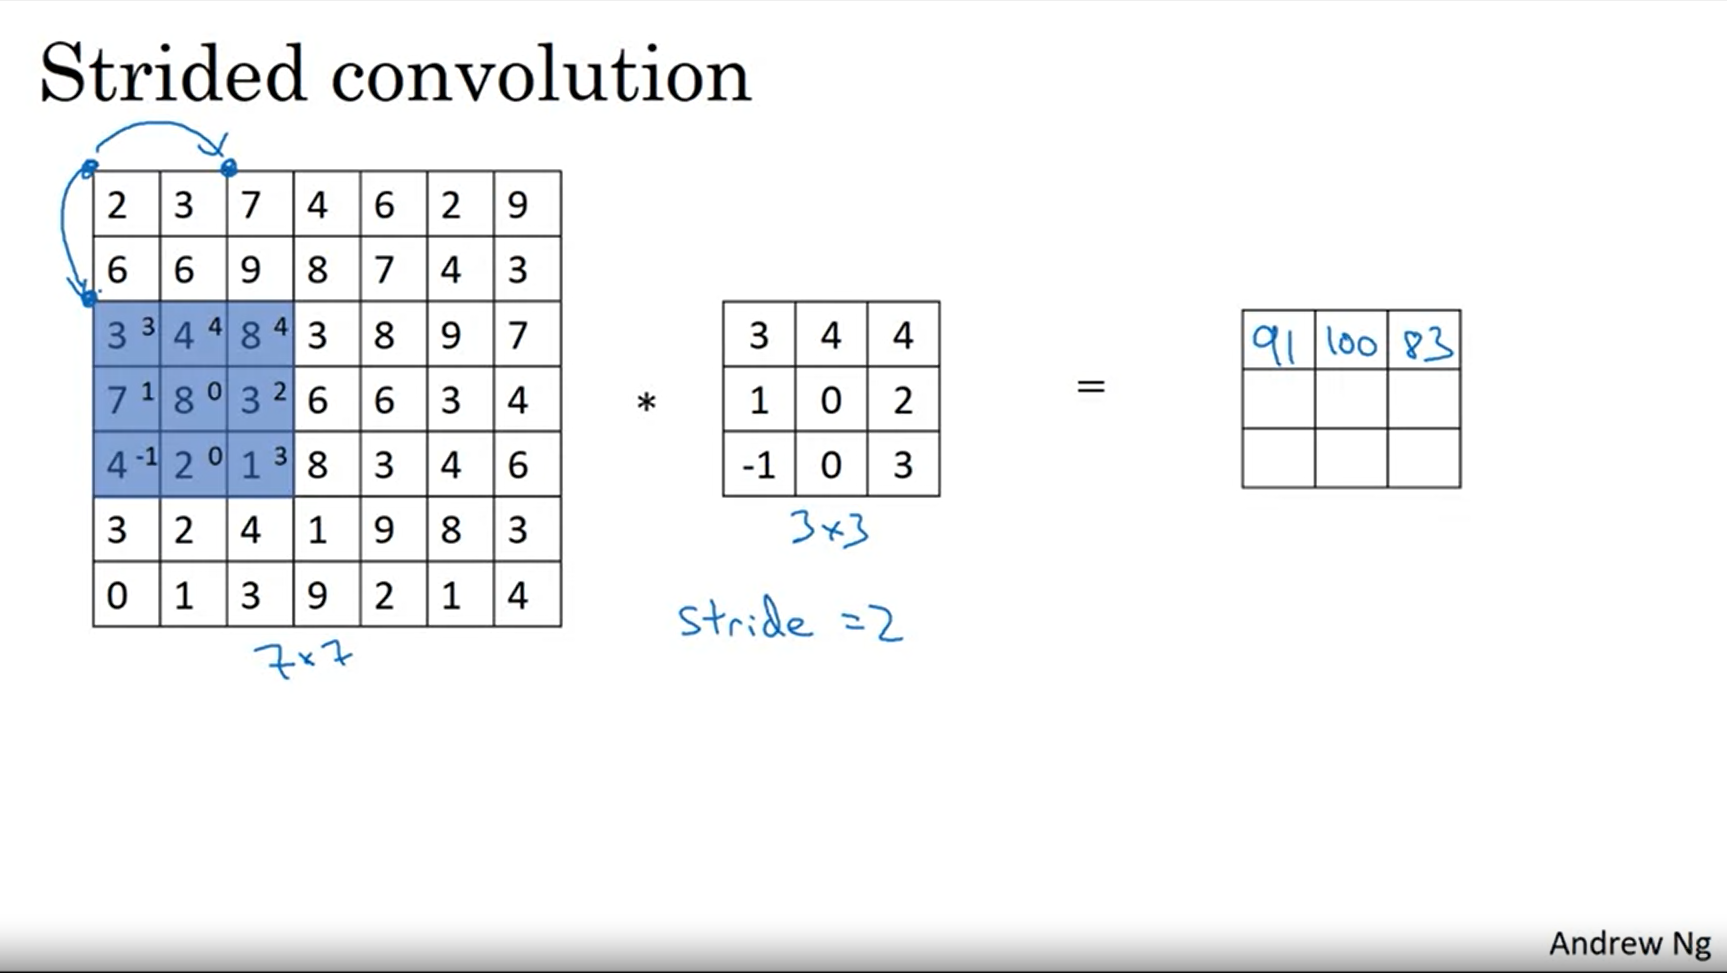 Strided convolution
2 3 7 4 6 2 9
6 6 9 8 7 4 3
3 3 4 4 8 4 3 8 9 7
7 1 8 0 3 2 6 6 3 4
4 -1 2 0 1 3 8 3 4 6
3 2 4 1 9 8 3
0 1 3 9 2 1 4
7×7
*
3 4 4
1 0 2
-1 0 3
3×3
stride = 2
=
91 100 83
Andrew Ng